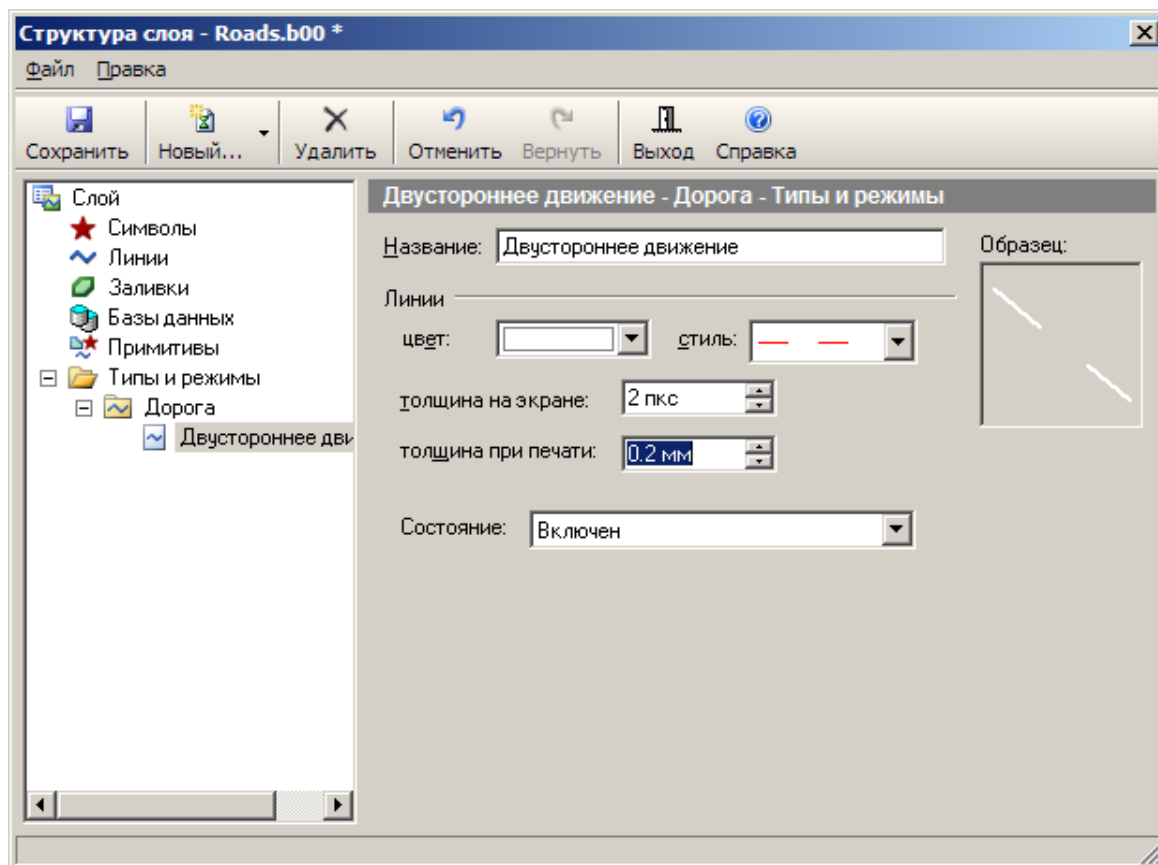 Структура слоя - Roads.b00 *
Файл Правка
Сохранить Новый... Удалить Отменить Вернуть Выход Справка
Слой
Символы
Линии
Заливки
Базы данных
Примитивы
Типы и режимы
Дорога
Двустороннее дви
Двустороннее движение - Дорога - Типы и режимы
Название: Двустороннее движение
Образец:
Линии
цвет: стиль:
толщина на экране: 2 пкс
толщина при печати: 0.2 мм
Состояние: Включен